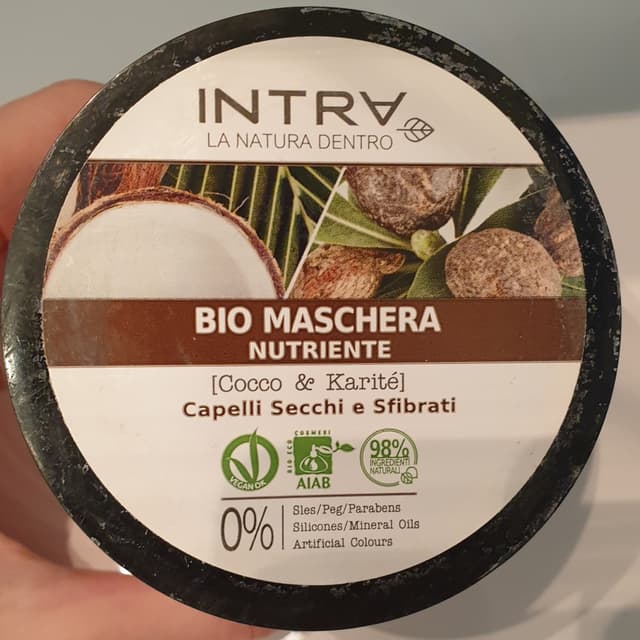 INTRA
LA NATURA DENTRO
BIO MASCHERA
NUTRIENTE
[Cocco & Karité]
Capelli Secchi e Sfibrati
VEGAN OK
BIO ECO COSMESI
AIAB
98%
INGREDIENTI
NATURALI
0%
Sles/Peg/Parabens
Silicones/Mineral Oils
Artificial Colours